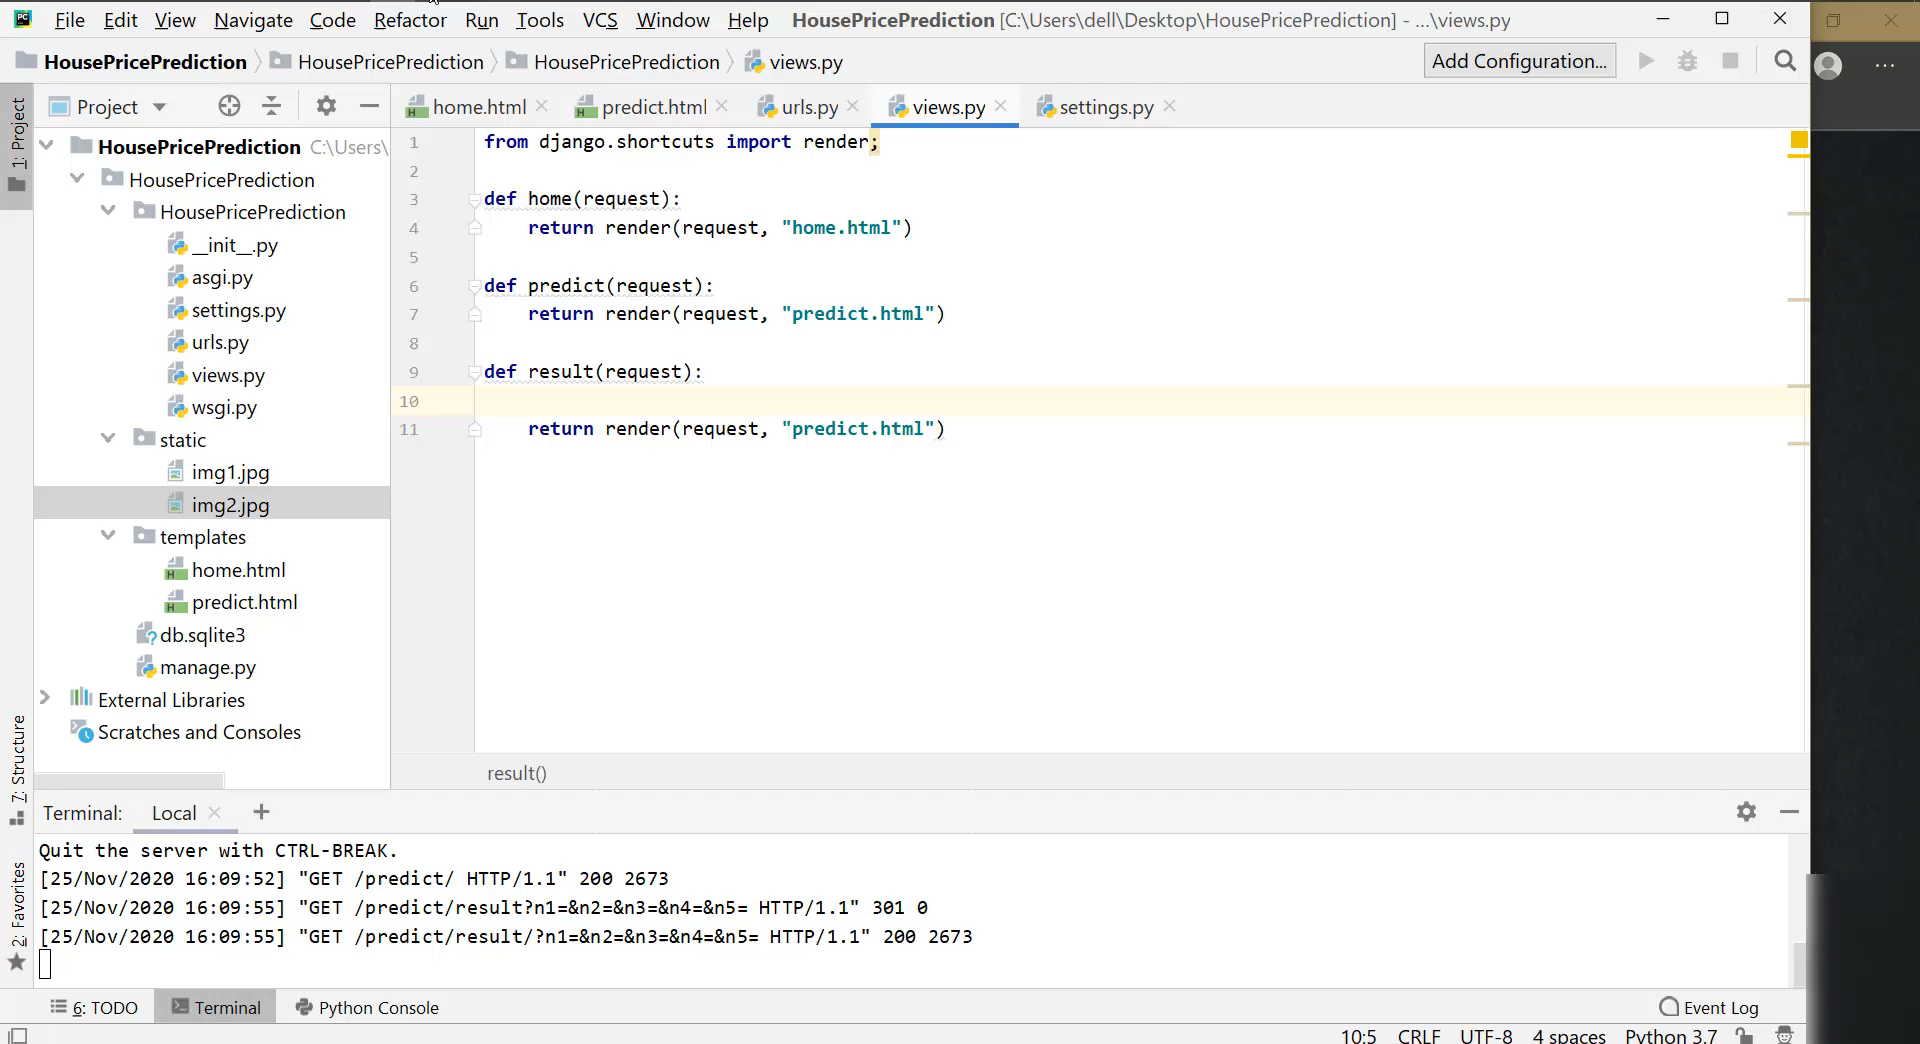 File Edit View Navigate Code Refactor Run Tools VCS Window Help HousePricePrediction [C:\Users\dell\Desktop\HousePricePrediction] - ...\views.py
HousePricePrediction HousePricePrediction HousePricePrediction views.py Add Configuration...
Project home.html predict.html urls.py views.py settings.py
1: Project
HousePricePrediction C:\Users\
HousePricePrediction
HousePricePrediction
__init__.py
asgi.py
settings.py
urls.py
views.py
wsgi.py
static
img1.jpg
img2.jpg
templates
home.html
predict.html
db.sqlite3
manage.py
External Libraries
Scratches and Consoles
1 from django.shortcuts import render;
2
3 def home(request):
4 return render(request, "home.html")
5
6 def predict(request):
7 return render(request, "predict.html")
8
9 def result(request):
10
11 return render(request, "predict.html")
result()
7: Structure
2: Favorites
Terminal: Local
Quit the server with CTRL-BREAK.
[25/Nov/2020 16:09:52] "GET /predict/ HTTP/1.1" 200 2673
[25/Nov/2020 16:09:55] "GET /predict/result?n1=&n2=&n3=&n4=&n5= HTTP/1.1" 301 0
[25/Nov/2020 16:09:55] "GET /predict/result/?n1=&n2=&n3=&n4=&n5= HTTP/1.1" 200 2673
6: TODO Terminal Python Console Event Log
10:5 CRLF UTF-8 4 spaces Python 3.7